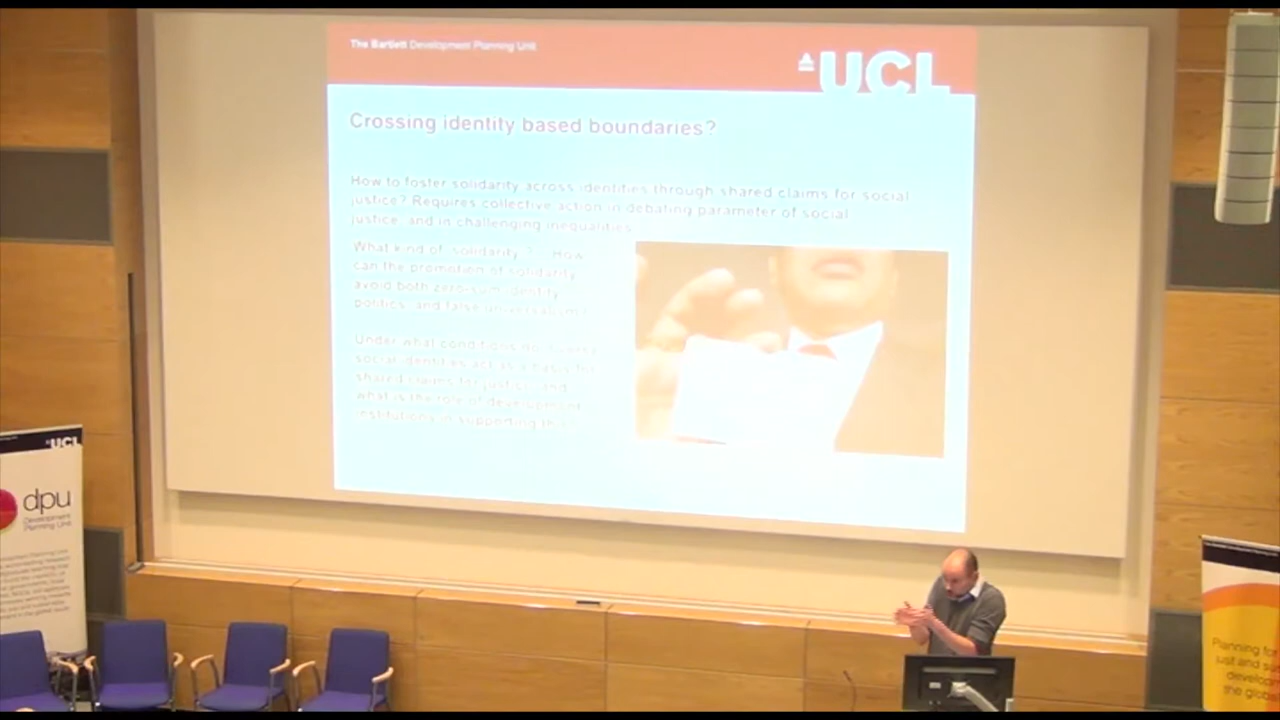 The Bartlett Development Planning Unit
UCL
Crossing identity based boundaries?
How to foster solidarity across identities through shared claims for social
justice? Requires collective action in debating parameter of social
justice, and in challenging inequalities
What kind of solidarity? How
can the promotion of solidarity
avoid both zero-sum identity
politics, and false universalism?
Under what conditions do
social identities act as a basis for
shared claims for justice, and
what is the role of development
institutions in supporting this
UCL
dpu
Development
Planning Unit
Planning for
just and
develop
the globa